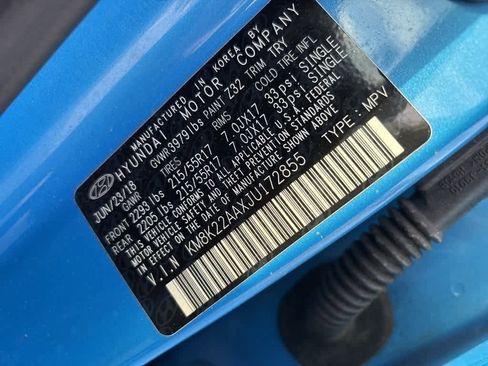 MANUFACTURED IN KOREA BY
HYUNDAI MOTOR COMPANY
JUN/23/18 GVWR 3979 lbs PAINT 732 TRIM TRY
GAWR TIRES RIMS COLD TIRE INFL.
FRONT 2293 lbs 215/55R17 7.0JX17 33 psi SINGLE
REAR 2205 lbs 215/55R17 7.0JX17 33 psi SINGLE
THIS VEHICLE CONFORMS TO ALL APPLICABLE U.S.A. FEDERAL
MOTOR VEHICLE SAFETY, BUMPER, AND THEFT PREVENTION STANDARDS
IN EFFECT ON THE DATE OF MANUFACTURE SHOWN ABOVE.
V.I.N KM8K22AAXJU172855 TYPE: MPV